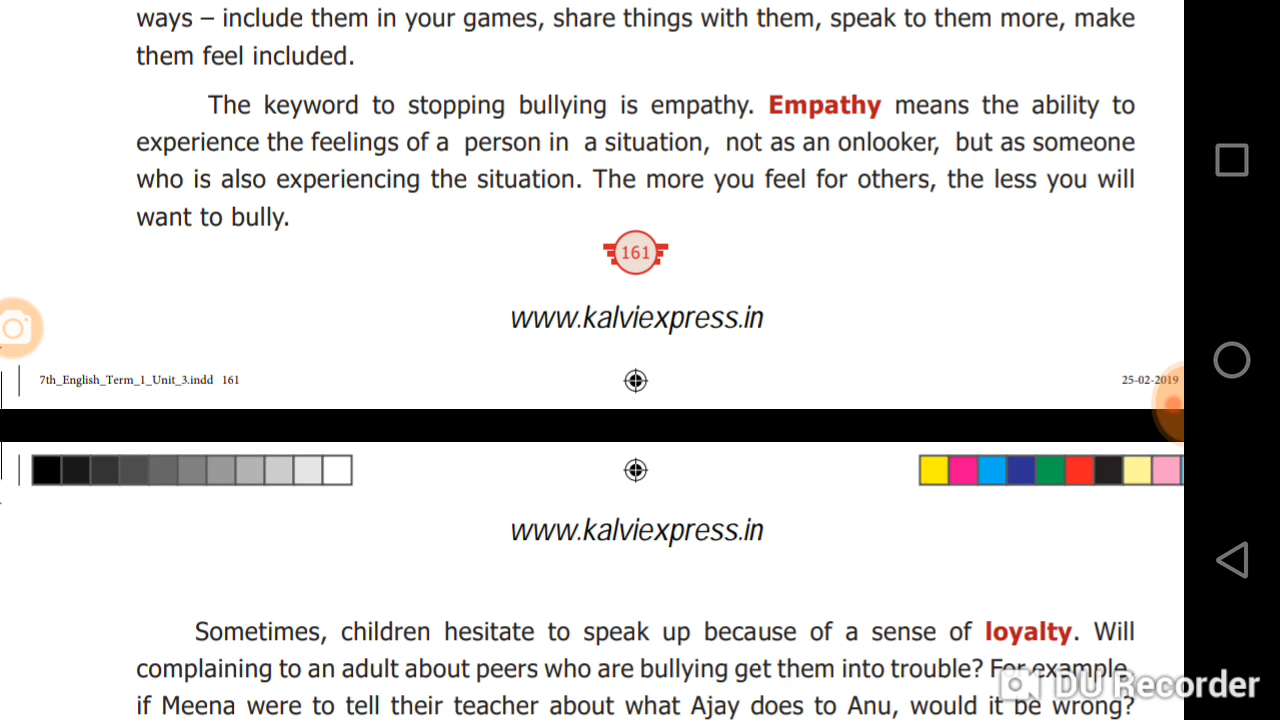 ways – include them in your games, share things with them, speak to them more, make
them feel included.
The keyword to stopping bullying is empathy. Empathy means the ability to
experience the feelings of a person in a situation, not as an onlooker, but as someone
who is also experiencing the situation. The more you feel for others, the less you will
want to bully.
161
www.kalviexpress.in
7th_English_Term_1_Unit_3.indd 161
25-02-2019
www.kalviexpress.in
Sometimes, children hesitate to speak up because of a sense of loyalty. Will
complaining to an adult about peers who are bullying get them into trouble? For example,
if Meena were to tell their teacher about what Ajay does to Anu, would it be wrong?
DU Recorder